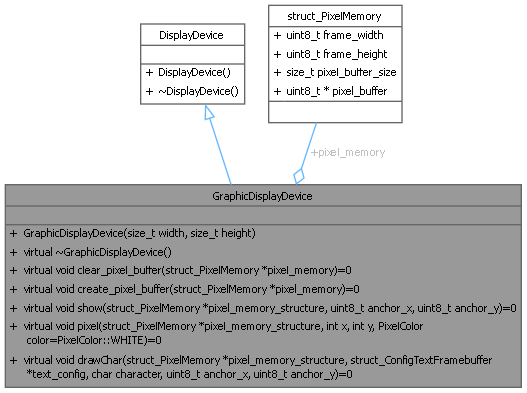 DisplayDevice
+ DisplayDevice()
+ ~DisplayDevice()
struct_PixelMemory
+ uint8_t frame_width
+ uint8_t frame_height
+ size_t pixel_buffer_size
+ uint8_t * pixel_buffer
+pixel_memory
GraphicDisplayDevice
+ GraphicDisplayDevice(size_t width, size_t height)
+ virtual ~GraphicDisplayDevice()
+ virtual void clear_pixel_buffer(struct_PixelMemory *pixel_memory)=0
+ virtual void create_pixel_buffer(struct_PixelMemory *pixel_memory)=0
+ virtual void show(struct_PixelMemory *pixel_memory_structure, uint8_t anchor_x, uint8_t anchor_y)=0
+ virtual void pixel(struct_PixelMemory *pixel_memory_structure, int x, int y, PixelColor
color=PixelColor::WHITE)=0
+ virtual void drawChar(struct_PixelMemory *pixel_memory_structure, struct_ConfigTextFramebuffer
*text_config, char character, uint8_t anchor_x, uint8_t anchor_y)=0